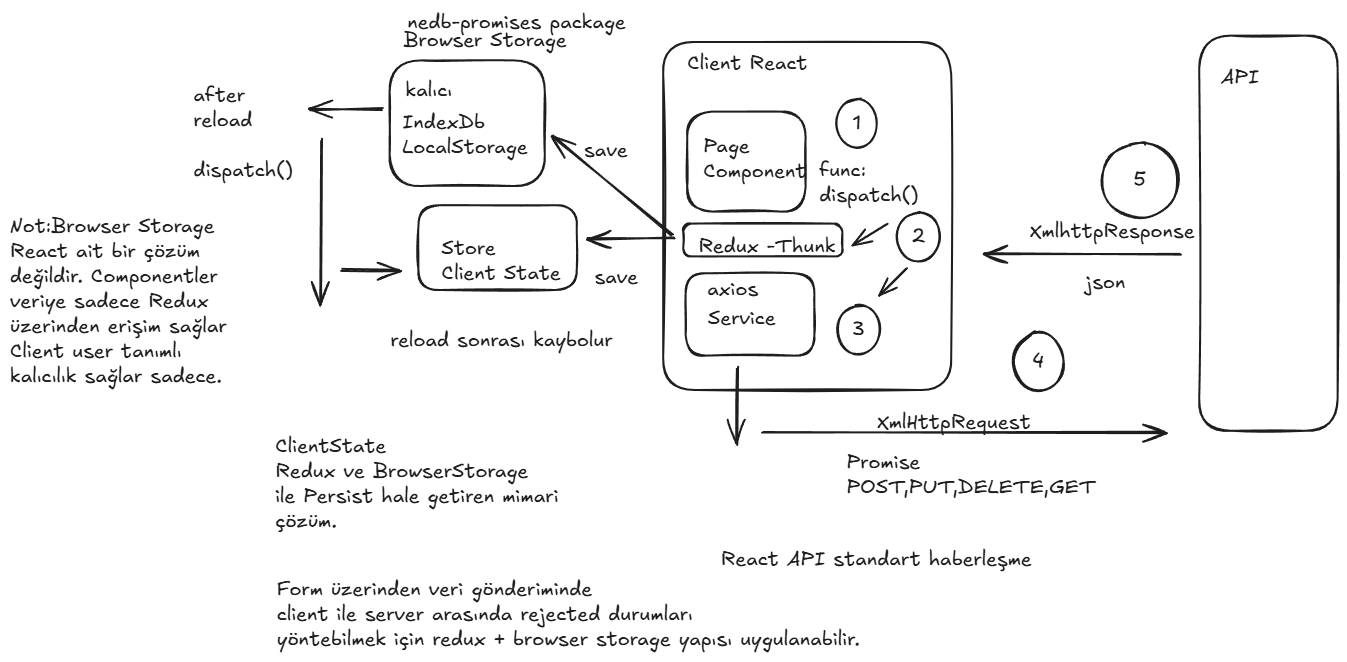 nedb-promises package
Browser Storage
kalıcı
IndexDb
LocalStorage
after
reload
dispatch()
save
Store
Client State
save
reload sonrası kaybolur
Not:Browser Storage
React ait bir çözüm
değildir. Componentler
veriye sadece Redux
üzerinden erişim sağlar
Client user tanımlı
kalıcılık sağlar sadece.
Client React
Page
Component
1
func:
dispatch()
2
Redux -Thunk
axios
Service
3
API
5
XmlhttpResponse
json
4
XmlHttpRequest
Promise
POST,PUT,DELETE,GET
ClientState
Redux ve BrowserStorage
ile Persist hale getiren mimari
çözüm.
React API standart haberleşme
Form üzerinden veri gönderiminde
client ile server arasında rejected durumları
yöntebilmek için redux + browser storage yapısı uygulanabilir.